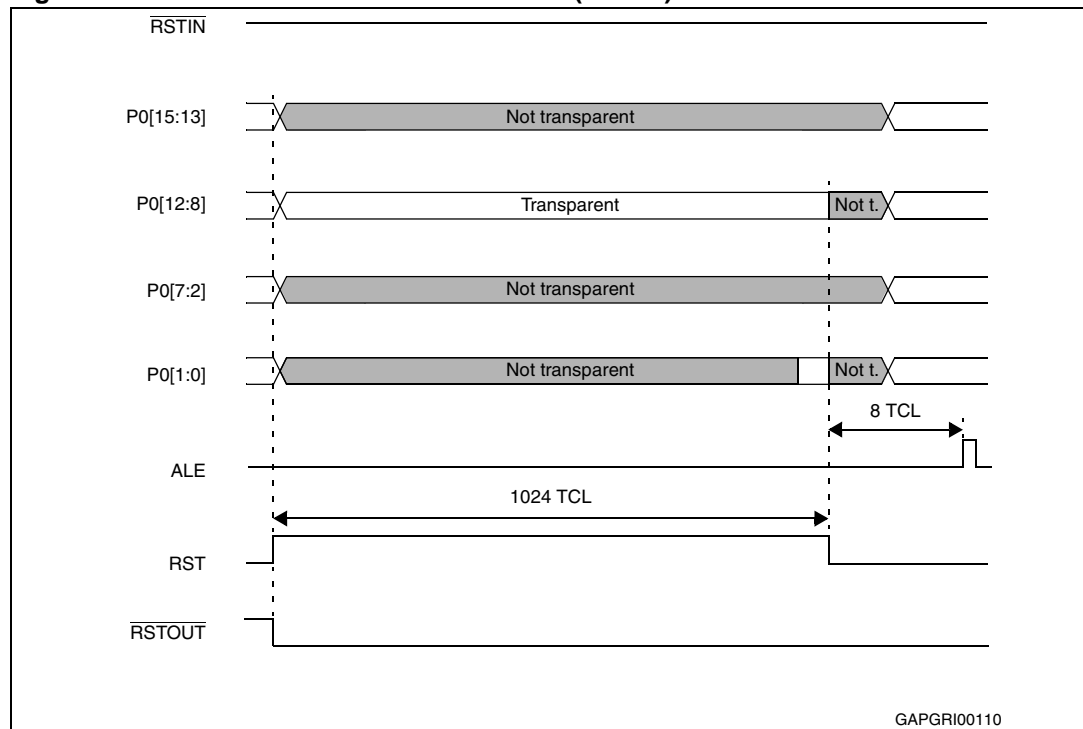 RSTIN
P0[15:13]
Not transparent
P0[12:8]
Transparent
Not t.
P0[7:2]
Not transparent
P0[1:0]
Not transparent
Not t.
8 TCL
ALE
1024 TCL
RST
RSTOUT
GAPGRI00110